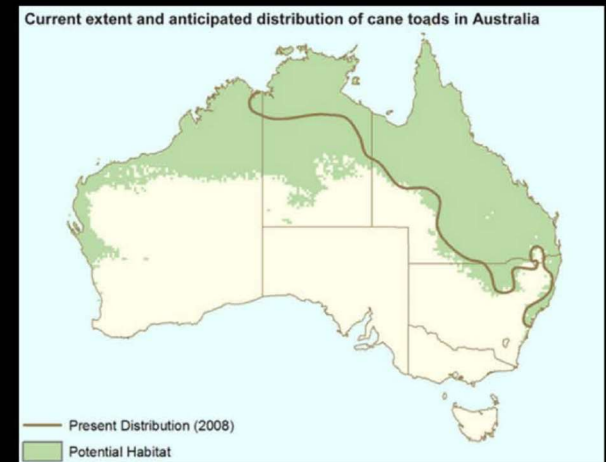 Current extent and anticipated distribution of cane toads in Australia
Present Distribution (2008)
Potential Habitat